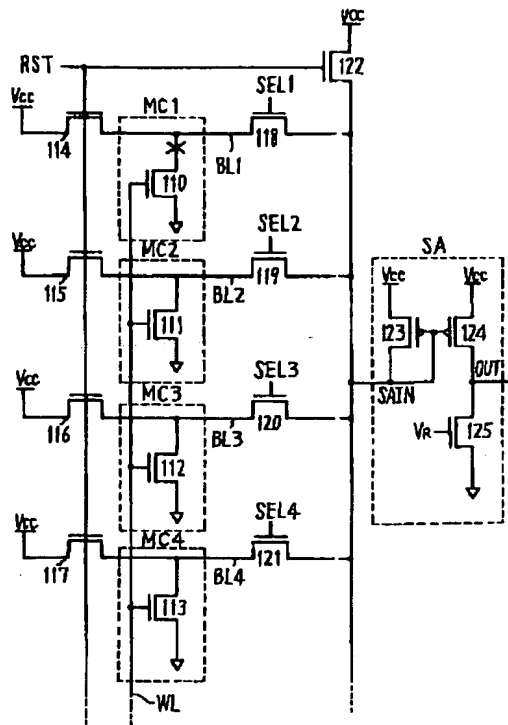 VCC
RST
122
SEL1
VCC
MC1
114
118
BL1
110
SEL2
VCC
MC2
115
119
BL2
111
SA
VCC
VCC
123
124
OUT
SAIN
VR
125
SEL3
VCC
MC3
116
120
BL3
112
SEL4
VCC
MC4
117
121
BL4
113
WL